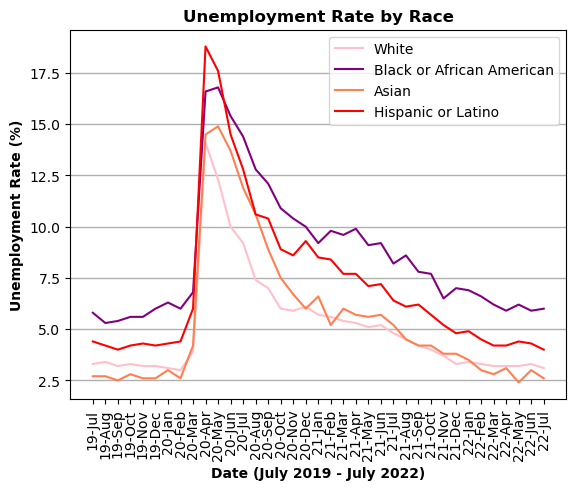 Unemployment Rate by Race
White
Black or African American
Asian
Hispanic or Latino
Unemployment Rate (%)
17.5
15.0
12.5
10.0
7.5
5.0
2.5
19-Jul
19-Aug
19-Sep
19-Oct
19-Nov
19-Dec
20-Jan
20-Feb
20-Mar
20-Apr
20-May
20-Jun
20-Jul
20-Aug
20-Sep
20-Oct
20-Nov
20-Dec
21-Jan
21-Feb
21-Mar
21-Apr
21-May
21-Jun
21-Jul
21-Aug
21-Sep
21-Oct
21-Nov
21-Dec
22-Jan
22-Feb
22-Mar
22-Apr
22-May
22-Jun
22-Jul
Date (July 2019 - July 2022)